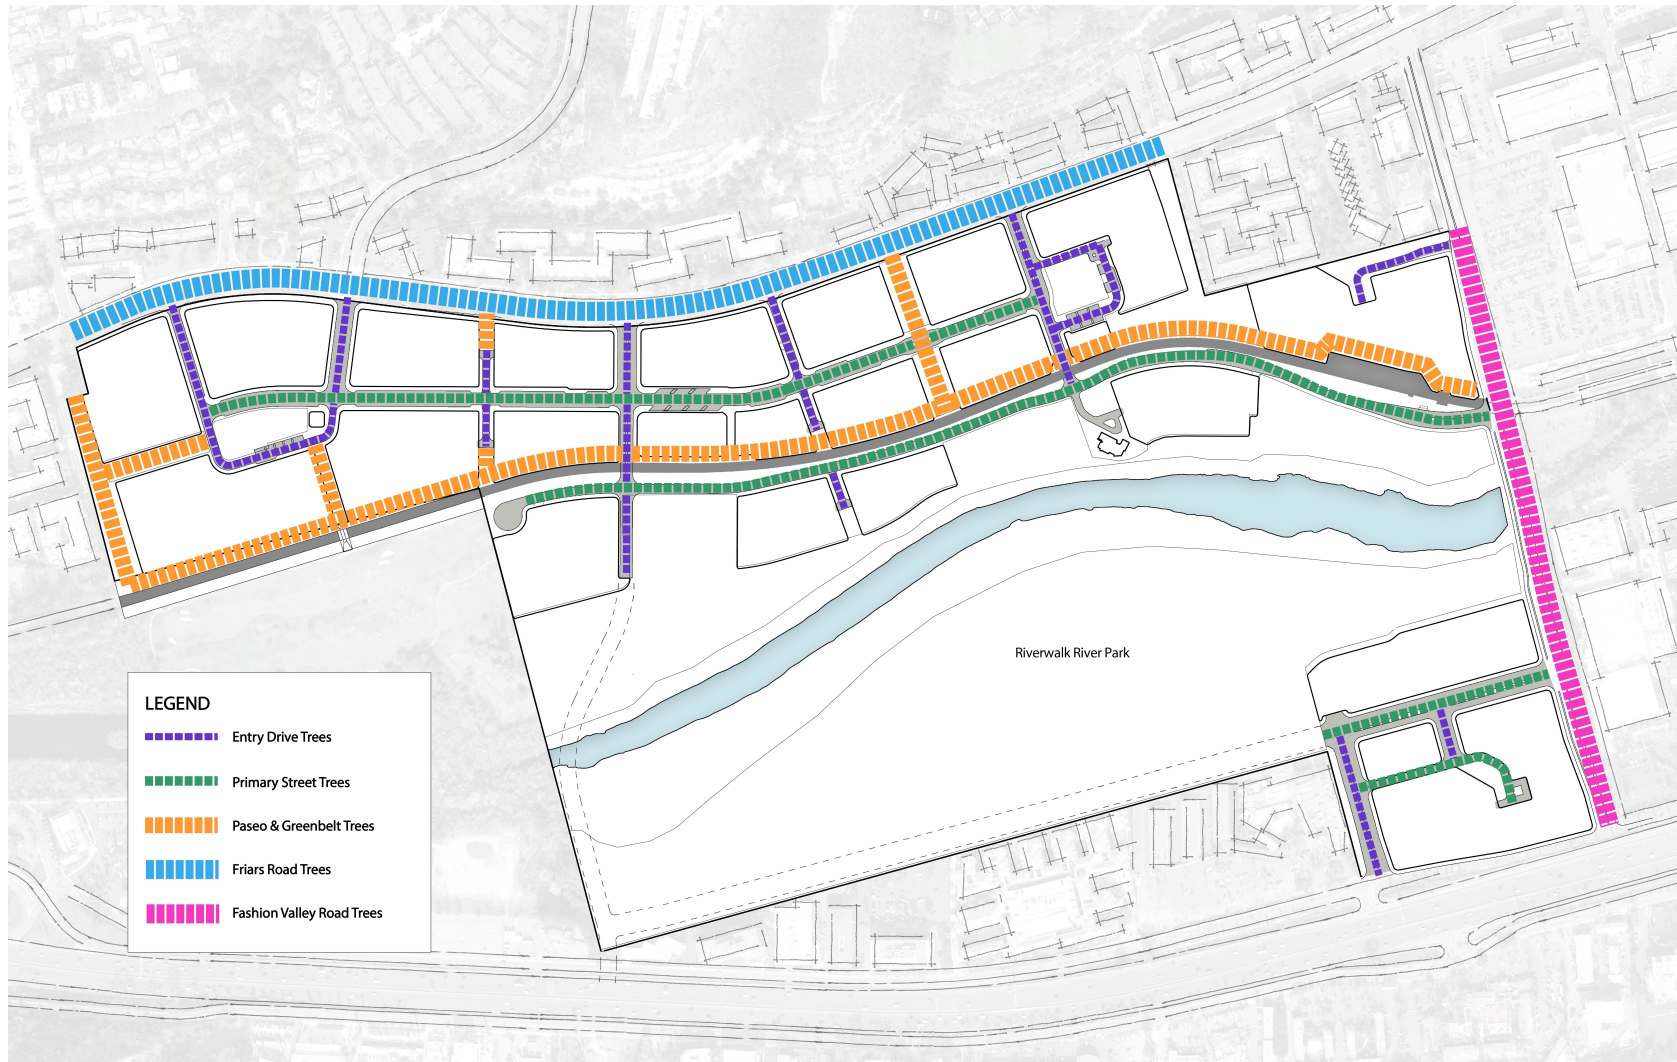 Riverwalk River Park
LEGEND
Entry Drive Trees
Primary Street Trees
Paseo & Greenbelt Trees
Friars Road Trees
Fashion Valley Road Trees